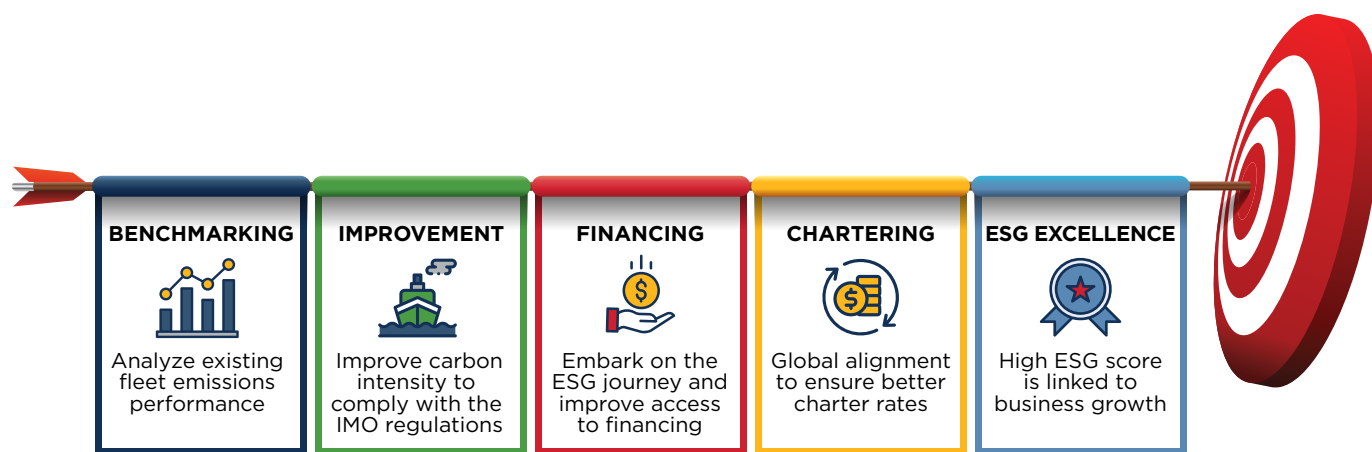 BENCHMARKING
Analyze existing
fleet emissions
performance
IMPROVEMENT
Improve carbon
intensity to
comply with the
IMO regulations
FINANCING
$
Embark on the
ESG journey and
improve access
to financing
CHARTERING
$
Global alignment
to ensure better
charter rates
ESG EXCELLENCE
High ESG score
is linked to
business growth